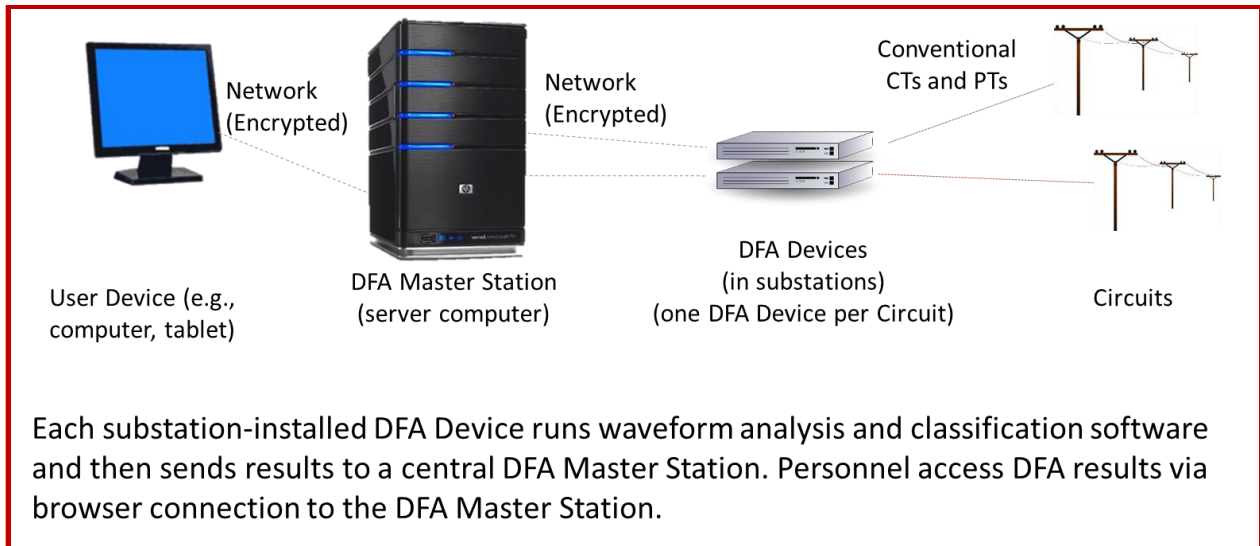 Network
(Encrypted)
Network
(Encrypted)
Conventional
CTs and PTs
User Device (e.g.,
computer, tablet)
DFA Master Station
(server computer)
DFA Devices
(in substations)
(one DFA Device per Circuit)
Circuits
hp
Each substation-installed DFA Device runs waveform analysis and classification software
and then sends results to a central DFA Master Station. Personnel access DFA results via
browser connection to the DFA Master Station.